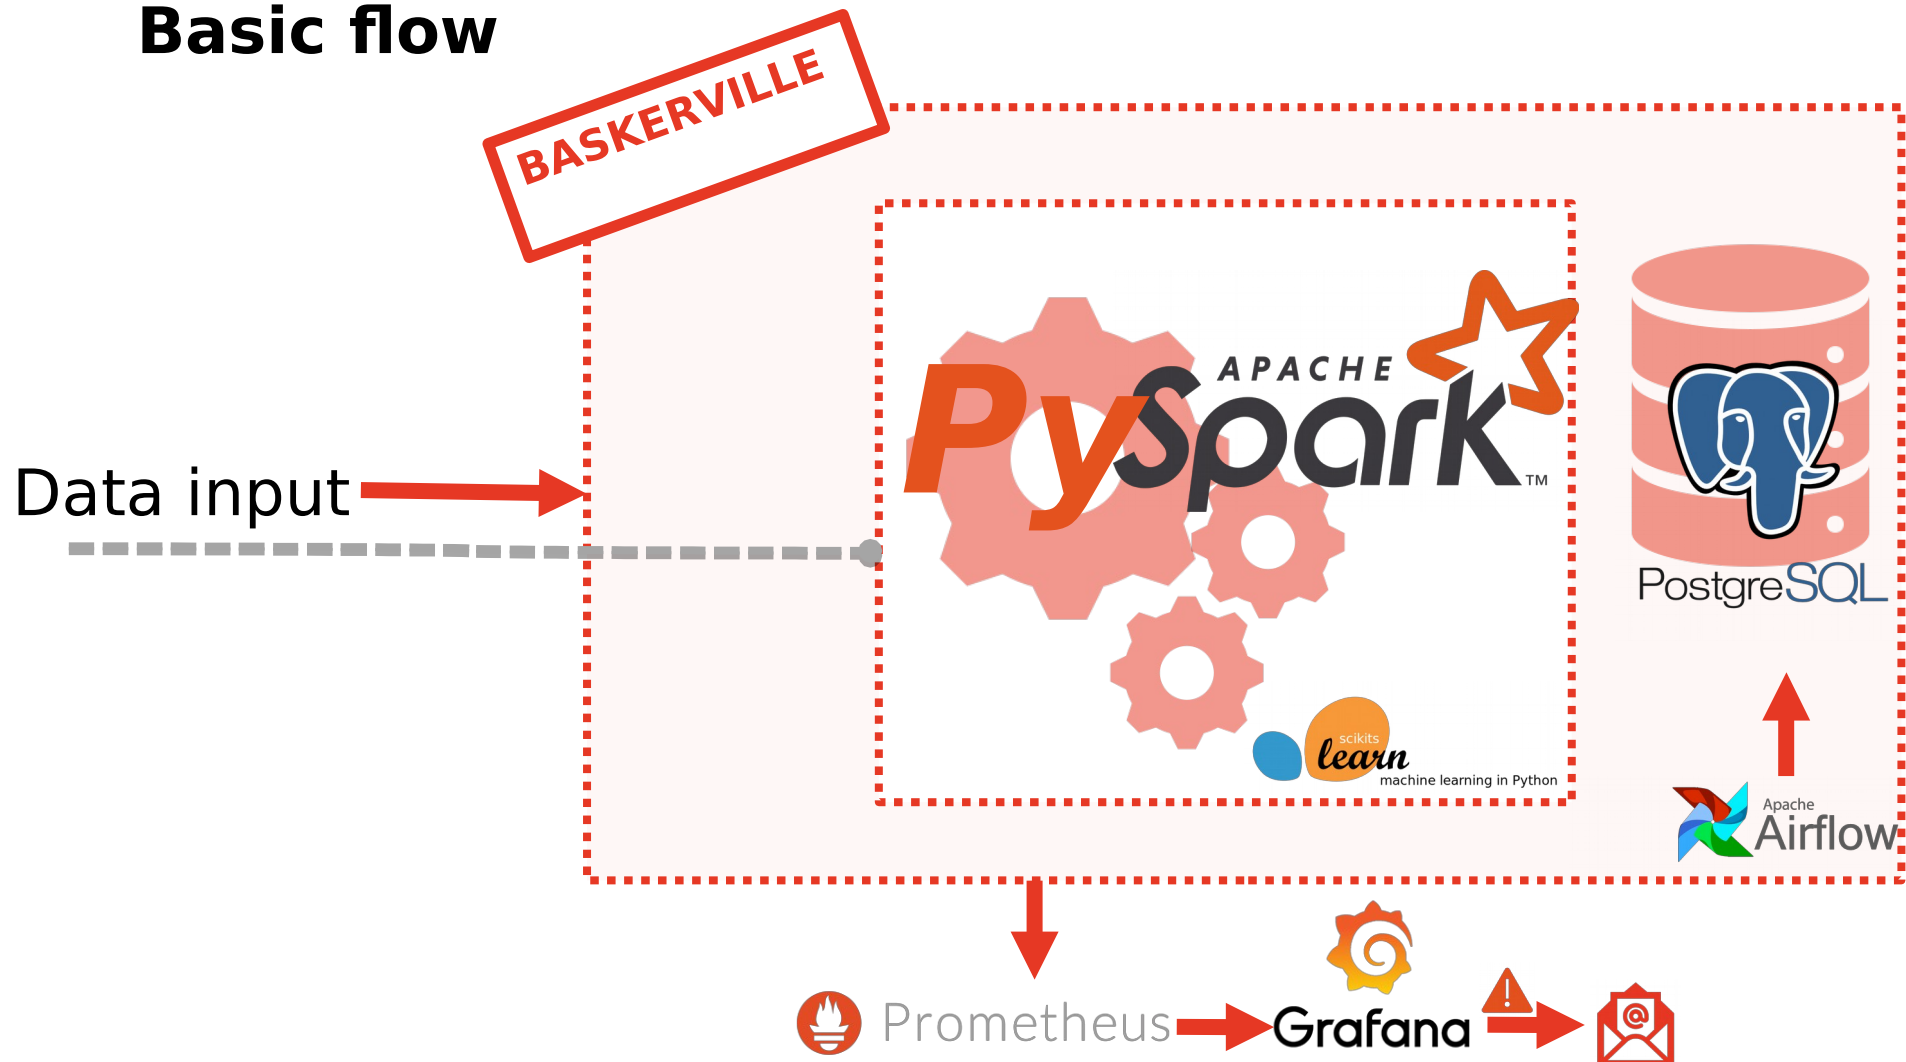 Basic flow
BASKERVILLE
APACHE
PySpark™
Data input
PostgreSQL
scikits
learn
machine learning in Python
Apache
Airflow
Prometheus
Grafana
!
@